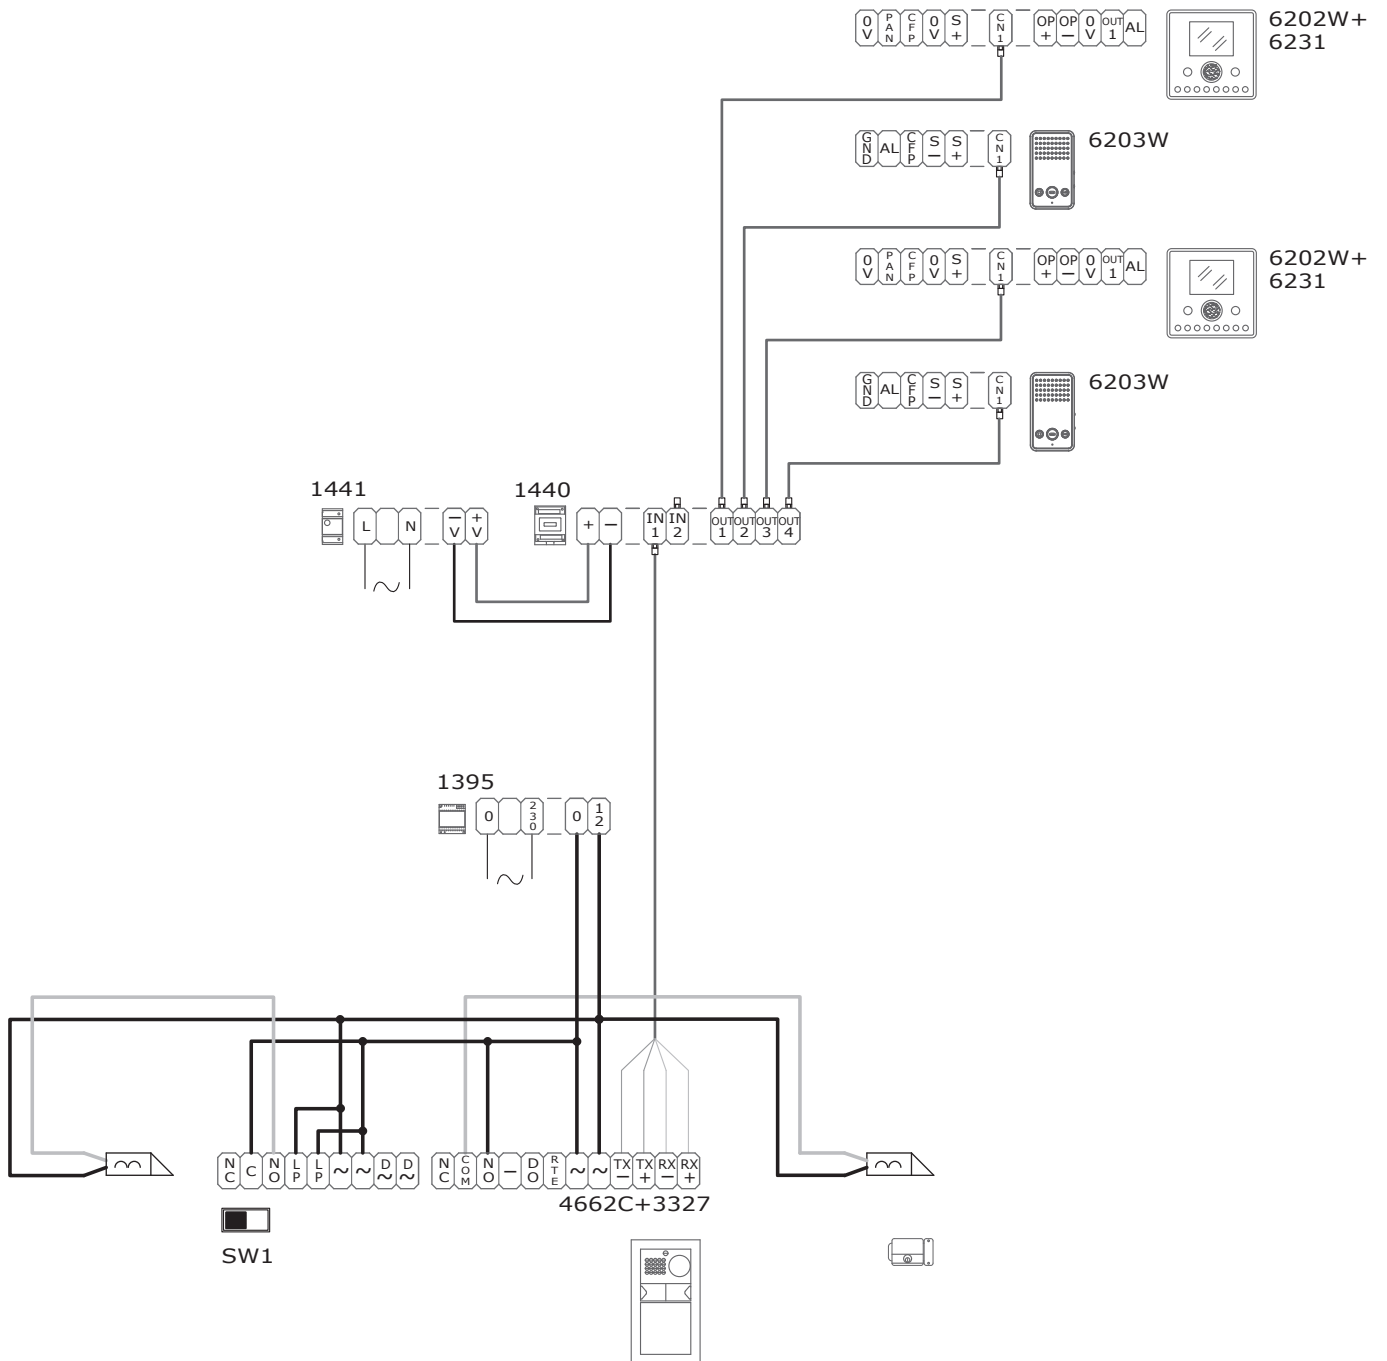 0V PAN CFP 0V S+ CN1 OP+ OP− 0V OUT1 AL
6202W+
6231
GND AL CFP S− S+ CN1
6203W
0V PAN CFP 0V S+ CN1 OP+ OP− 0V OUT1 AL
6202W+
6231
GND AL CFP S− S+ CN1
6203W
1441
L N −V +V
1440
+ − IN1 IN2 OUT1 OUT2 OUT3 OUT4
1395
0 230 0 12
NC C NO LP LP ~ ~ D~ D~
NC COM NO − DO RTE ~ ~ TX− TX+ RX− RX+
4662C+3327
SW1